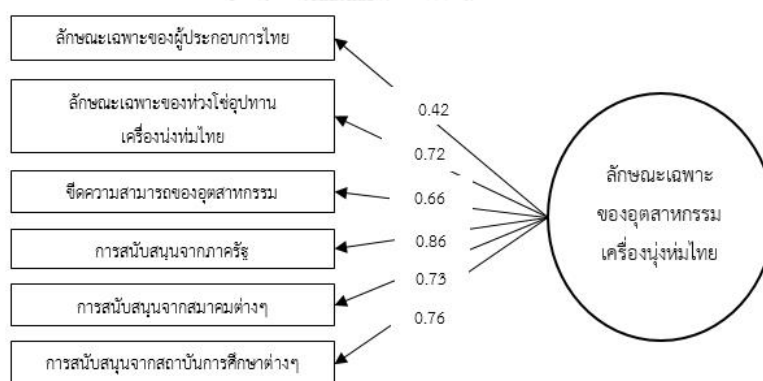 ลักษณะเฉพาะของผู้ประกอบการไทย
ลักษณะเฉพาะของห่วงโซ่อุปทาน
เครื่องนุ่งห่มไทย
ขีดความสามารถของอุตสาหกรรม
การสนับสนุนจากภาครัฐ
การสนับสนุนจากสมาคมต่างๆ
การสนับสนุนจากสถาบันการศึกษาต่างๆ
0.42
0.72
0.66
0.86
0.73
0.76
ลักษณะเฉพาะ
ของอุตสาหกรรม
เครื่องนุ่งห่มไทย